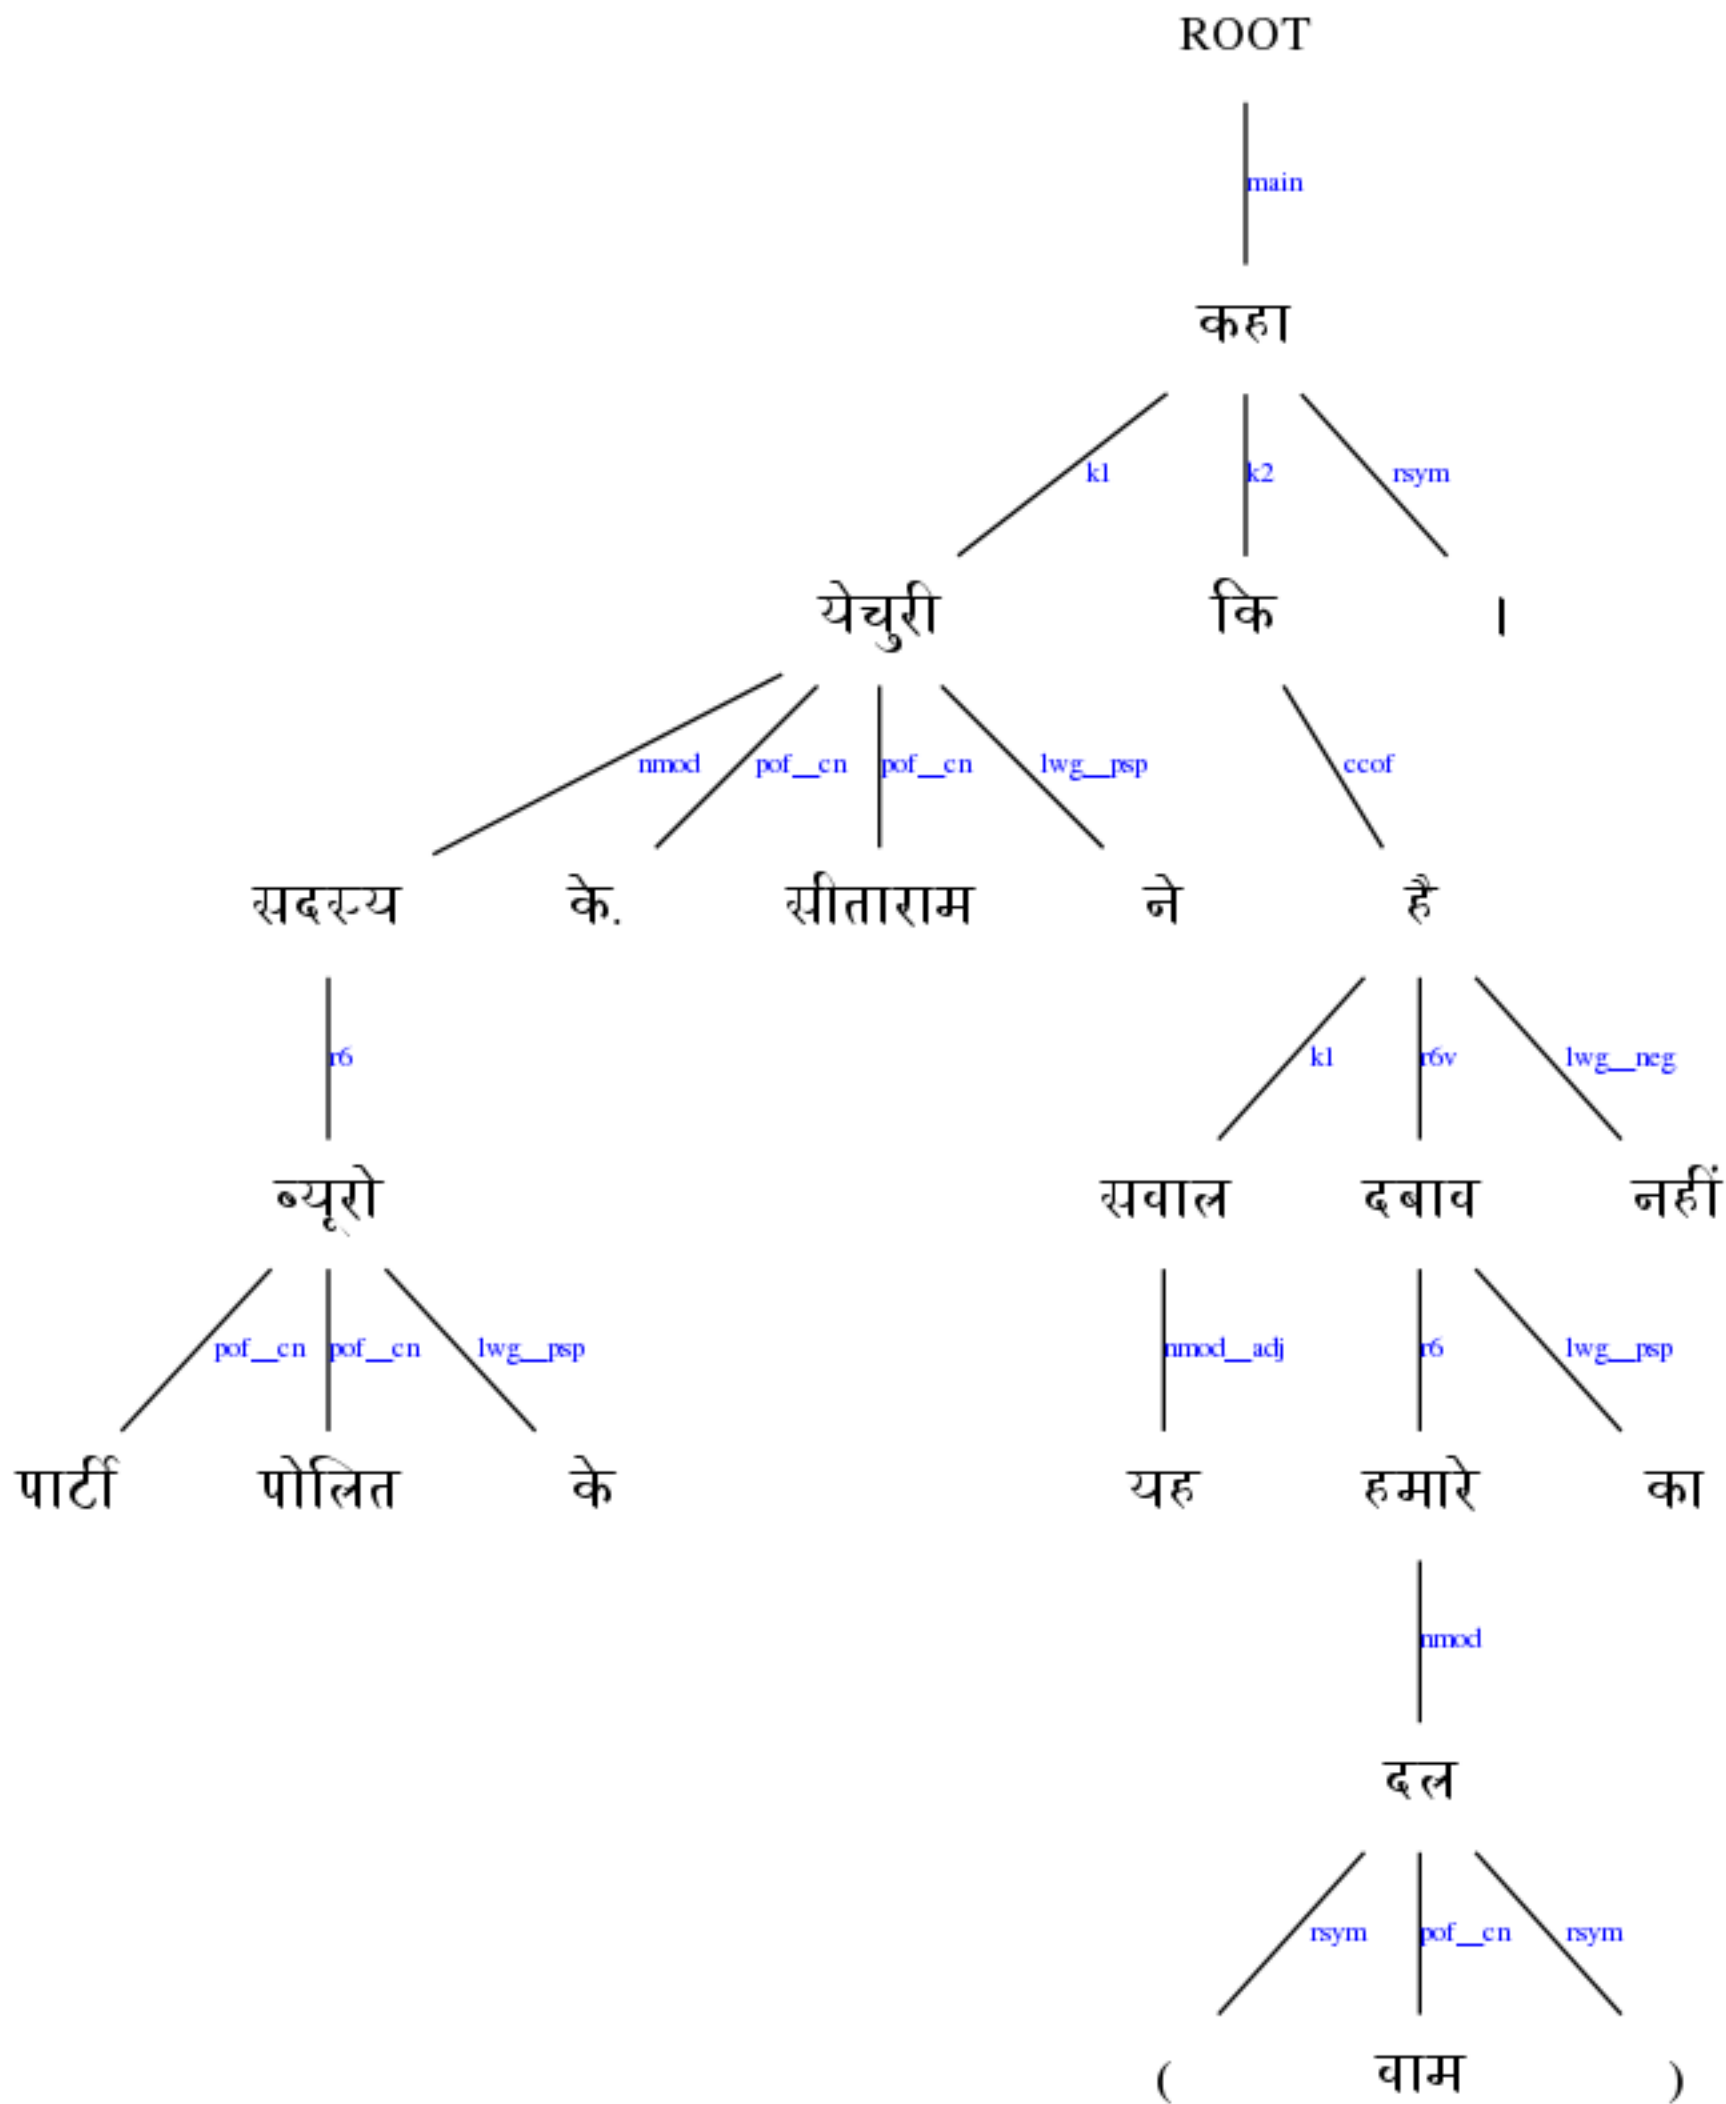 ROOT
main
कहा
k1 k2 rsym
येचुरी कि ।
nmod pof__cn pof__cn lwg__psp ccof
सदस्य के. सीताराम ने है
r6 k1 r6v lwg__neg
ब्यूरो सवाल दबाव नहीं
pof__cn pof__cn lwg__psp nmod__adj r6 lwg__psp
पार्टी पोलित के यह हमारे का
nmod
दल
rsym pof__cn rsym
( वाम )